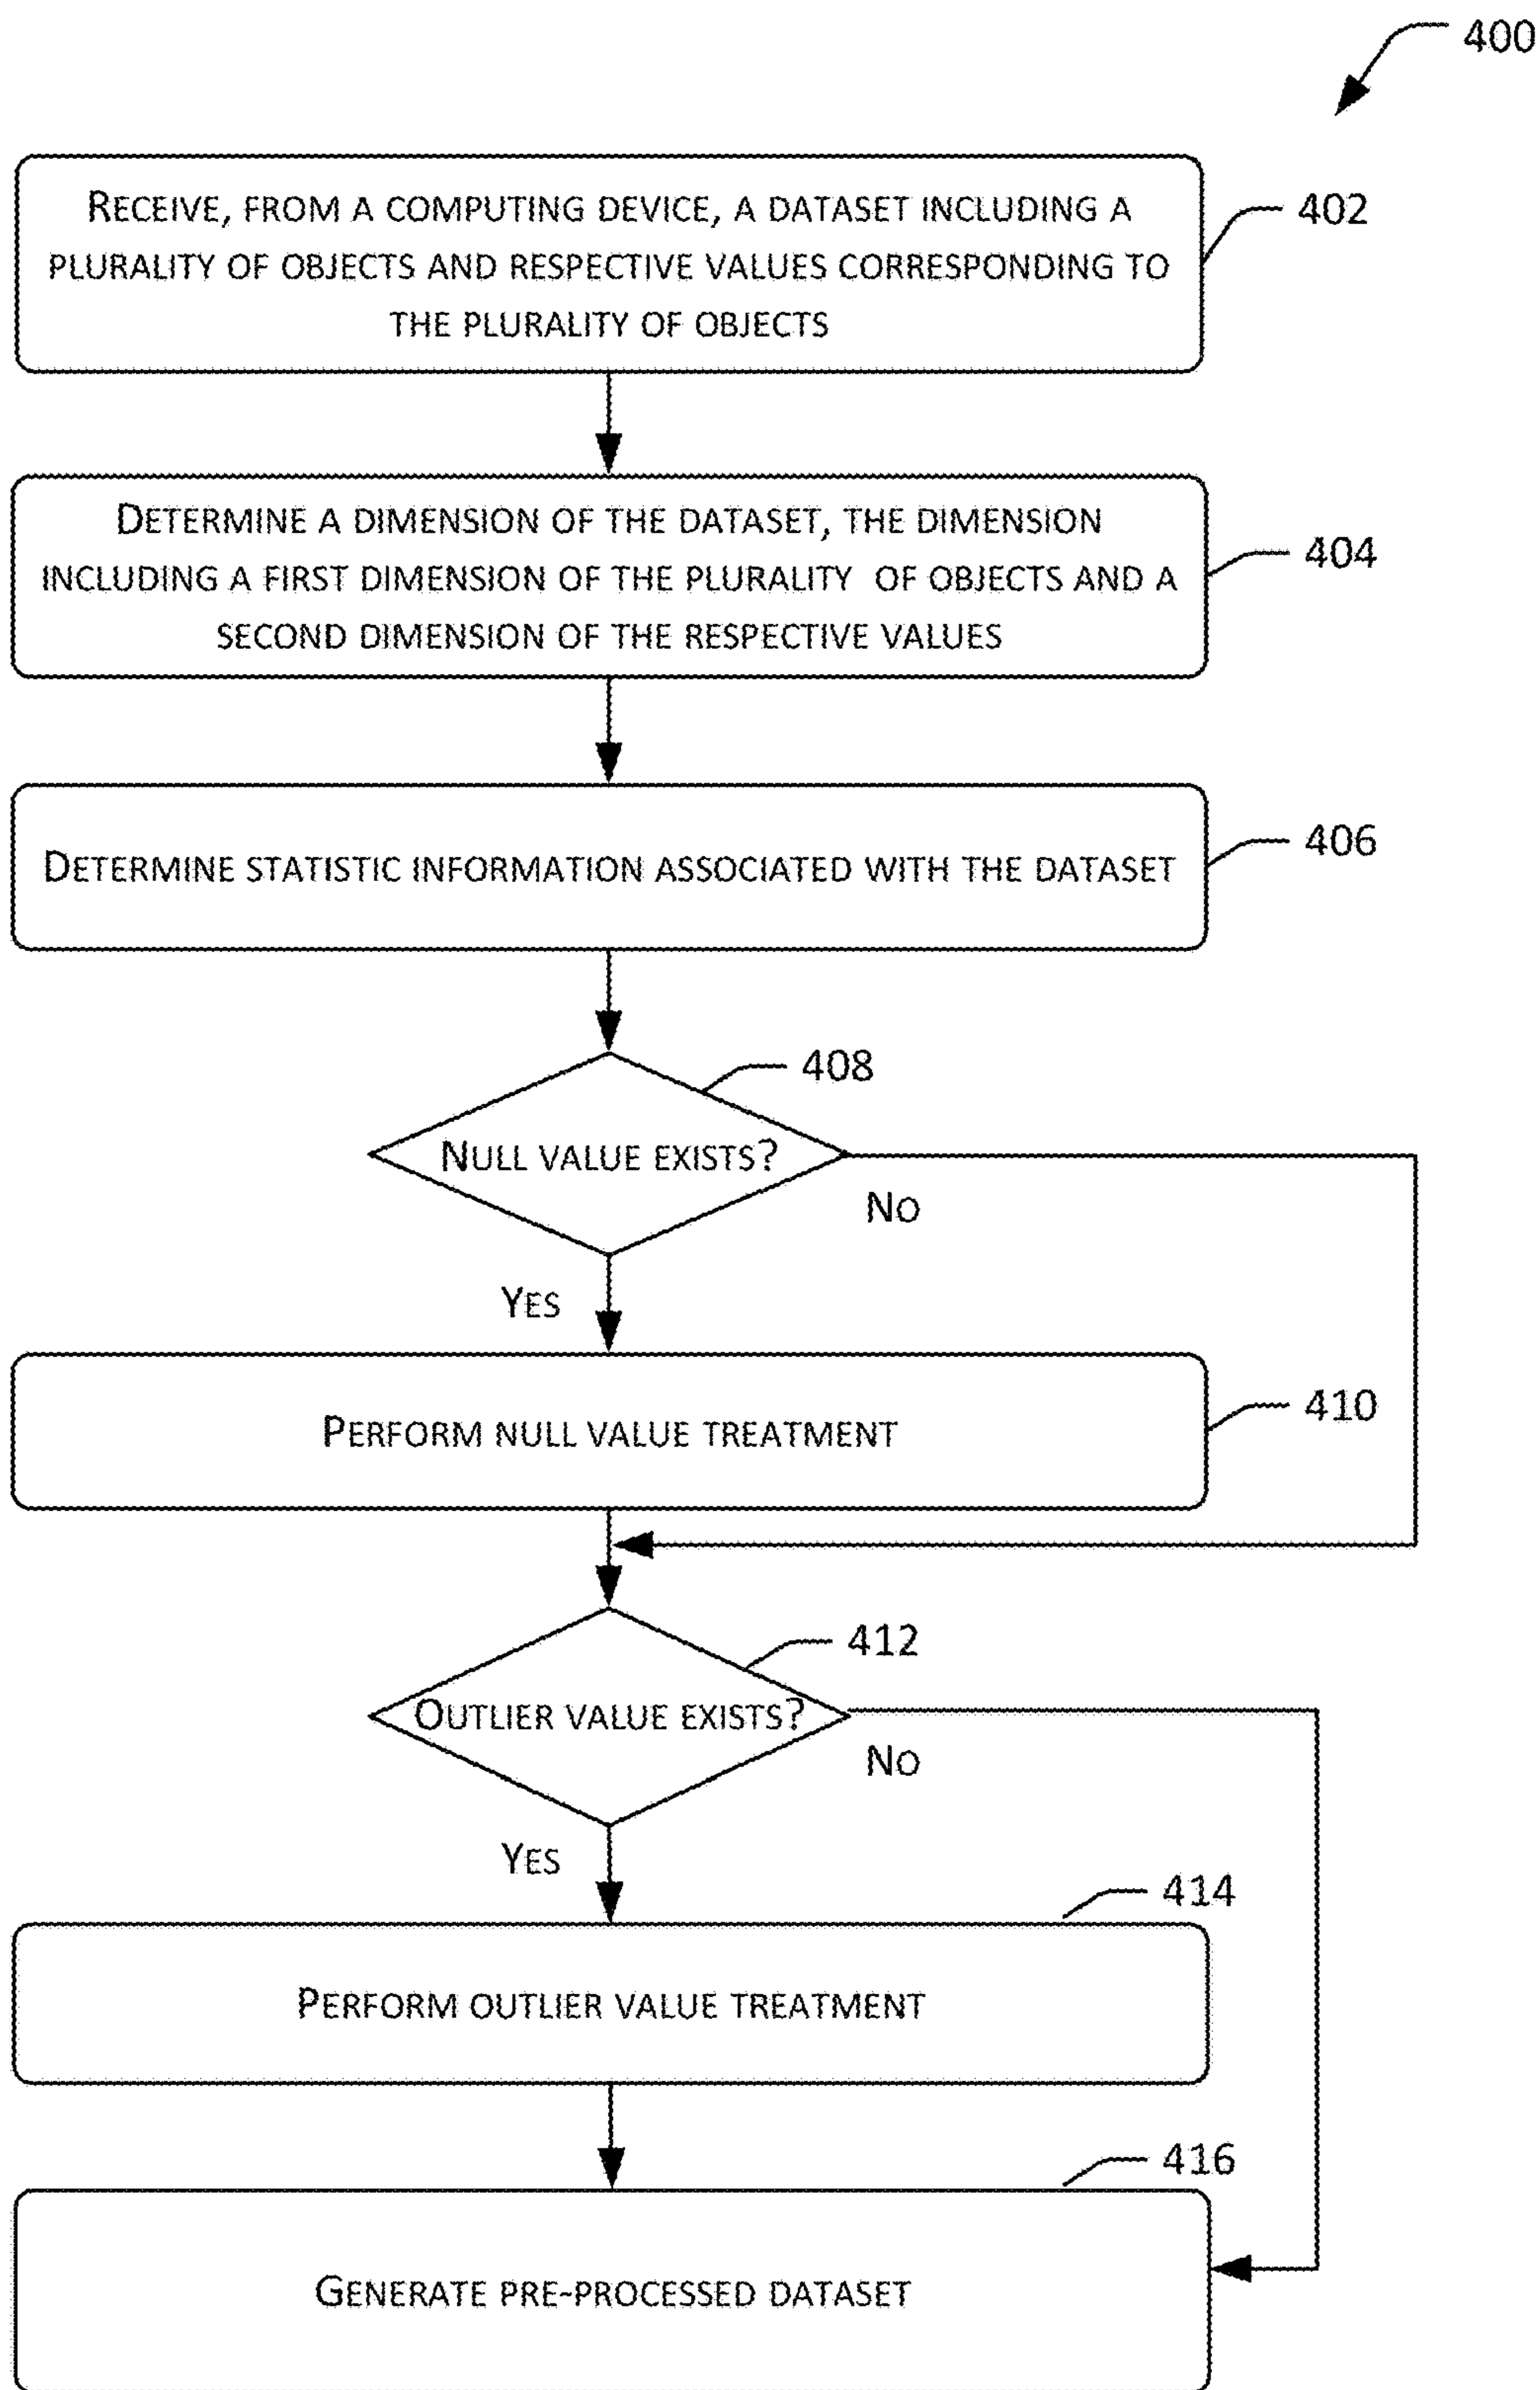 400
RECEIVE, FROM A COMPUTING DEVICE, A DATASET INCLUDING A
PLURALITY OF OBJECTS AND RESPECTIVE VALUES CORRESPONDING TO
THE PLURALITY OF OBJECTS
402
DETERMINE A DIMENSION OF THE DATASET, THE DIMENSION
INCLUDING A FIRST DIMENSION OF THE PLURALITY OF OBJECTS AND A
SECOND DIMENSION OF THE RESPECTIVE VALUES
404
DETERMINE STATISTIC INFORMATION ASSOCIATED WITH THE DATASET
406
408
NULL VALUE EXISTS?
NO
YES
PERFORM NULL VALUE TREATMENT
410
412
OUTLIER VALUE EXISTS?
NO
YES
414
PERFORM OUTLIER VALUE TREATMENT
416
GENERATE PRE-PROCESSED DATASET